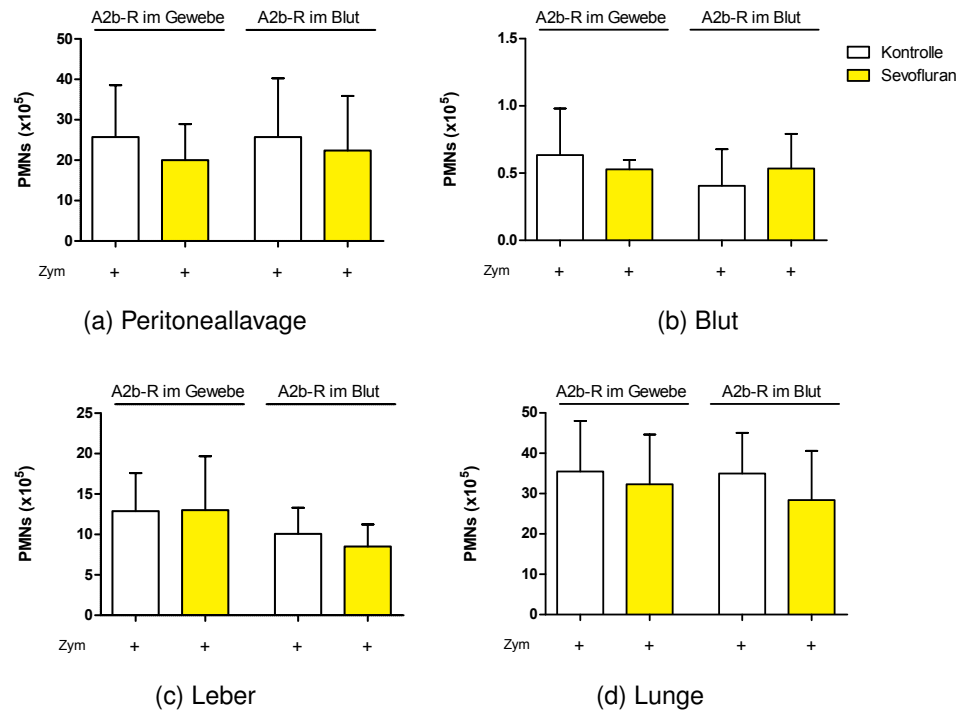 A2b-R im Gewebe A2b-R im Blut
PMNs (x10⁵)
50
40
30
20
10
0
Zym + + + +
(a) Peritoneallavage
A2b-R im Gewebe A2b-R im Blut
PMNs (x10⁵)
1.5
1.0
0.5
0.0
Zym + + + +
(b) Blut
Kontrolle
Sevofluran
A2b-R im Gewebe A2b-R im Blut
PMNs (x10⁵)
25
20
15
10
5
0
Zym + + + +
(c) Leber
A2b-R im Gewebe A2b-R im Blut
PMNs (x10⁵)
50
40
30
20
10
0
Zym + + + +
(d) Lunge